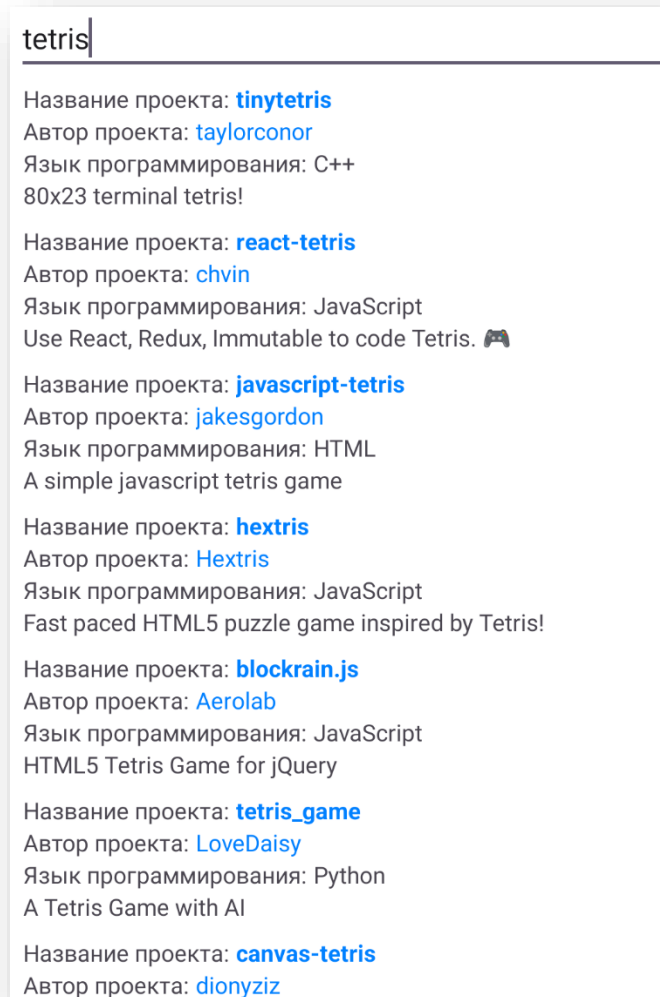 tetris
Название проекта: tinytetris
Автор проекта: taylorconor
Язык программирования: C++
80x23 terminal tetris!
Название проекта: react-tetris
Автор проекта: chvin
Язык программирования: JavaScript
Use React, Redux, Immutable to code Tetris. 🎮
Название проекта: javascript-tetris
Автор проекта: jakesgordon
Язык программирования: HTML
A simple javascript tetris game
Название проекта: hextris
Автор проекта: Hextris
Язык программирования: JavaScript
Fast paced HTML5 puzzle game inspired by Tetris!
Название проекта: blockrain.js
Автор проекта: Aerolab
Язык программирования: JavaScript
HTML5 Tetris Game for jQuery
Название проекта: tetris_game
Автор проекта: LoveDaisy
Язык программирования: Python
A Tetris Game with AI
Название проекта: canvas-tetris
Автор проекта: dionyziz